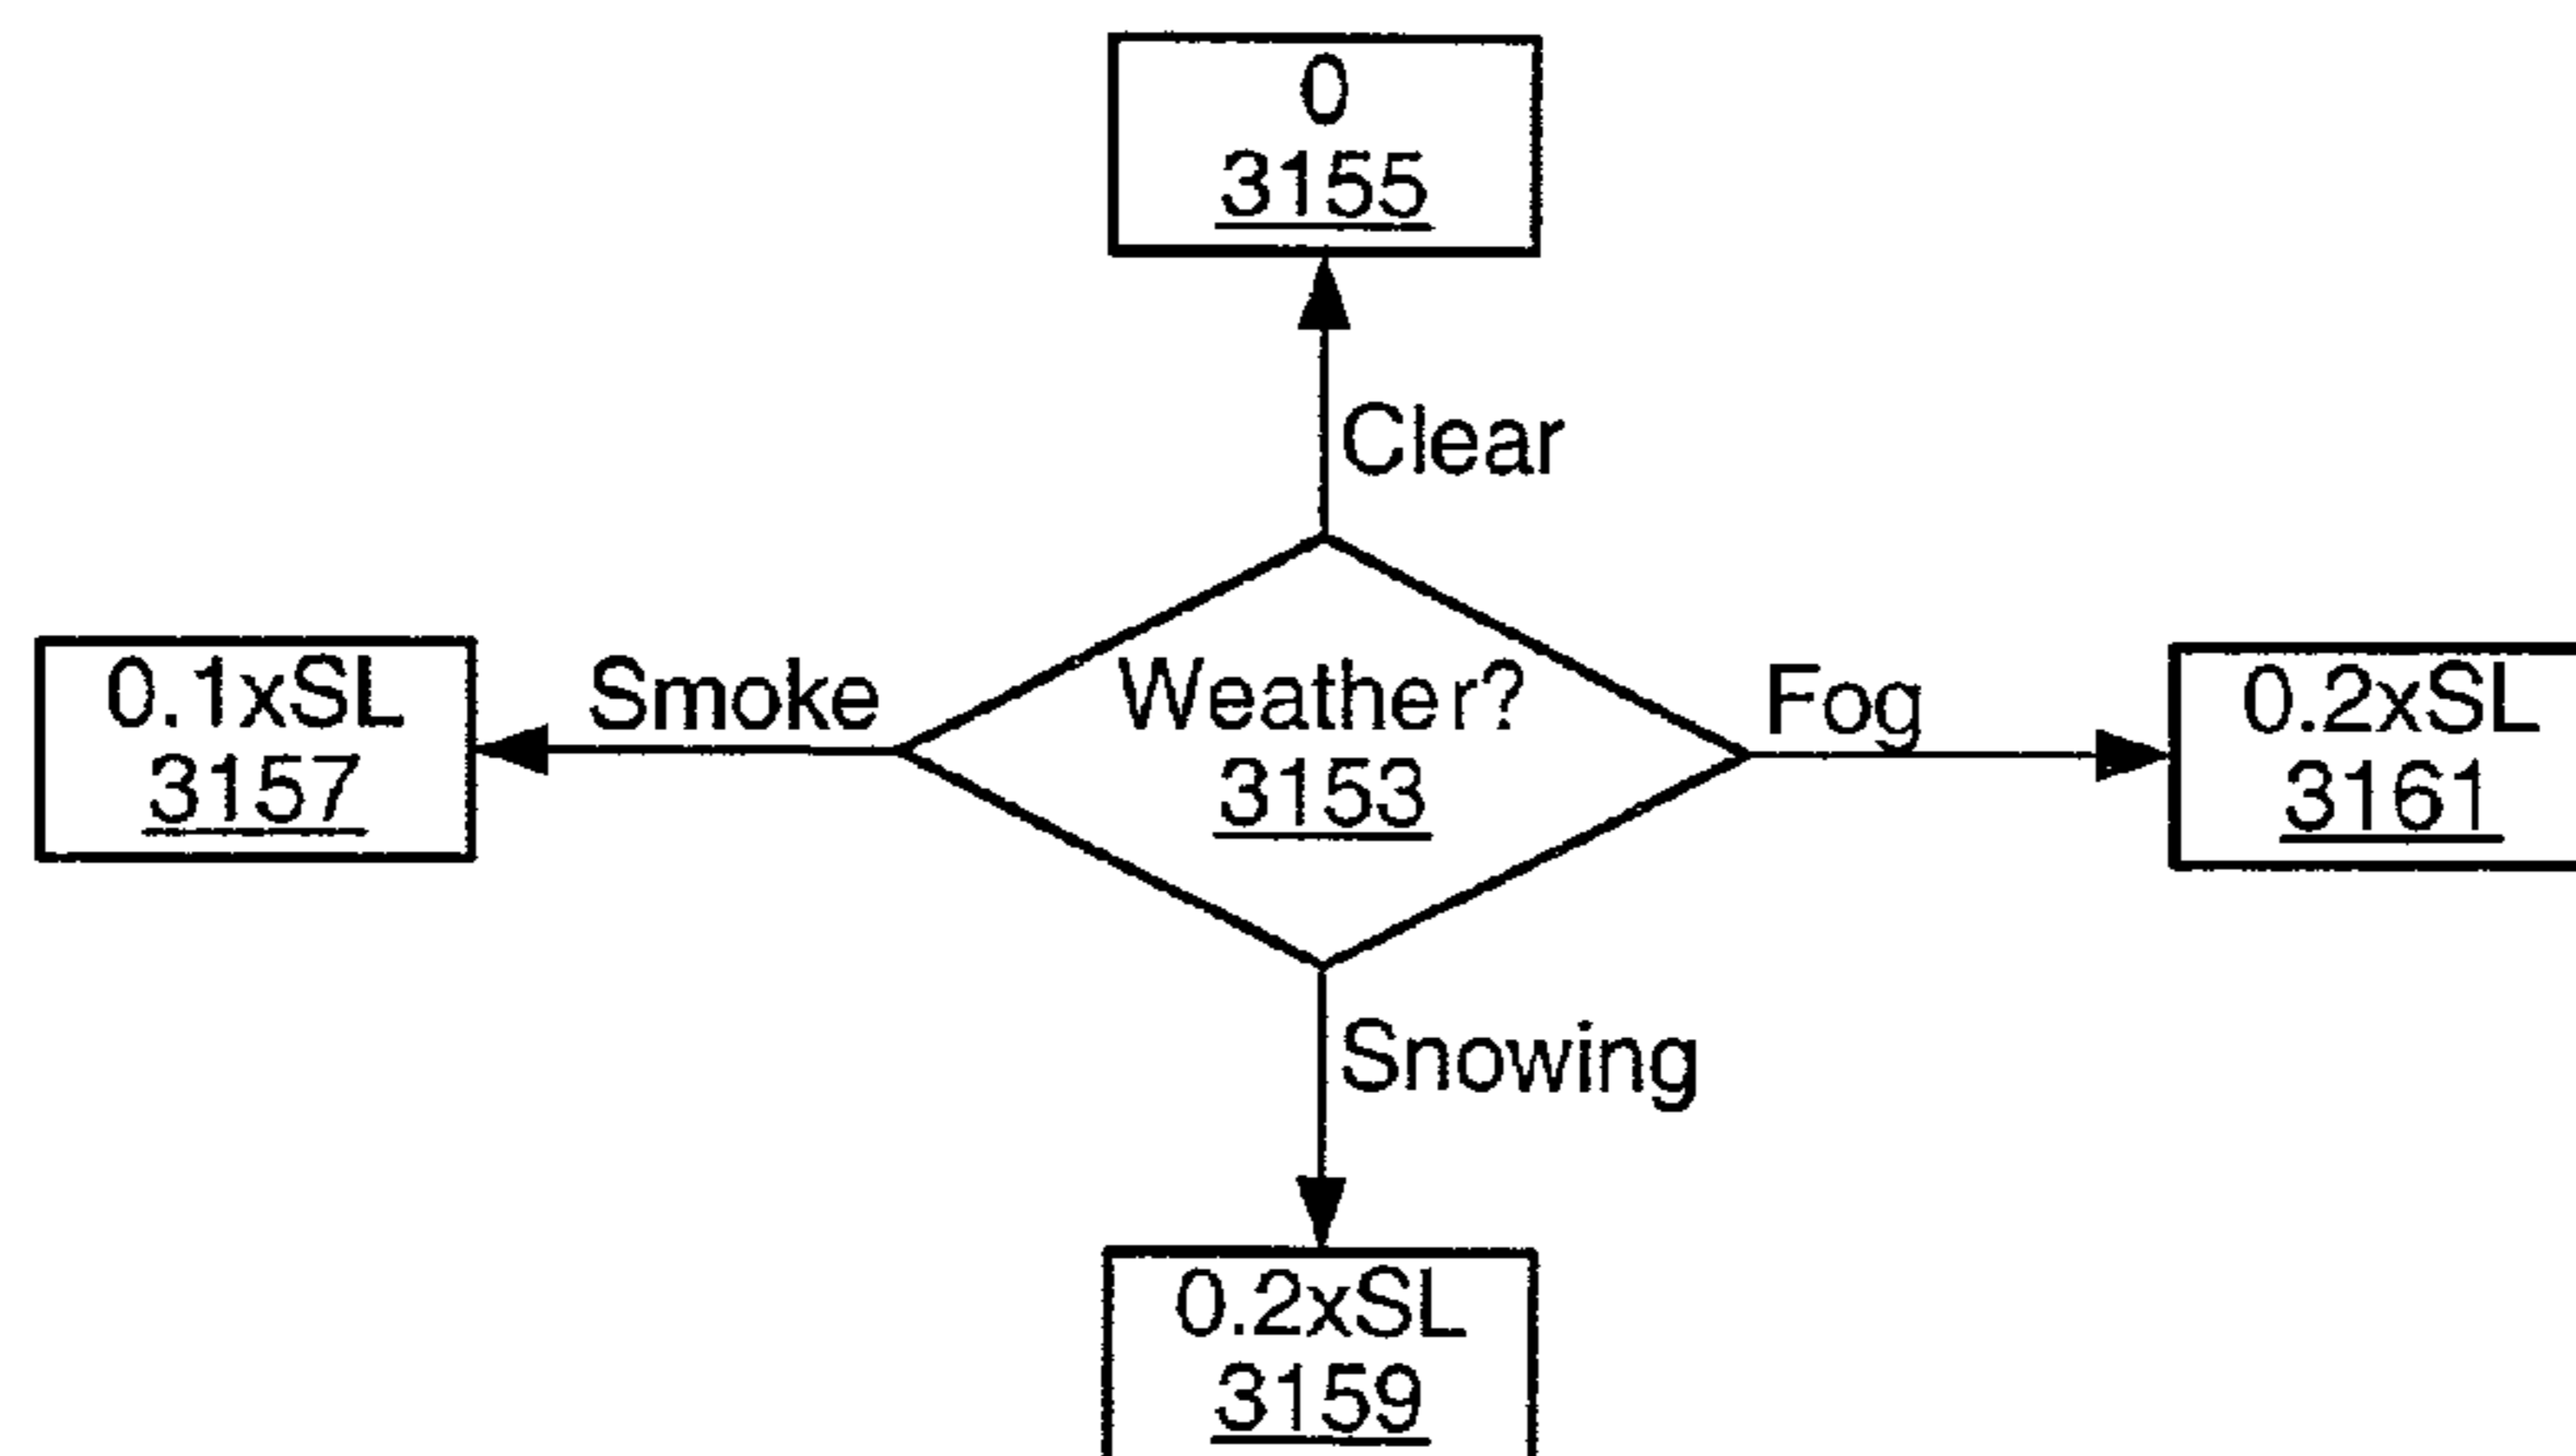 0
3155
Clear
0.1xSL
3157
Smoke
Weather?
3153
Fog
0.2xSL
3161
Snowing
0.2xSL
3159